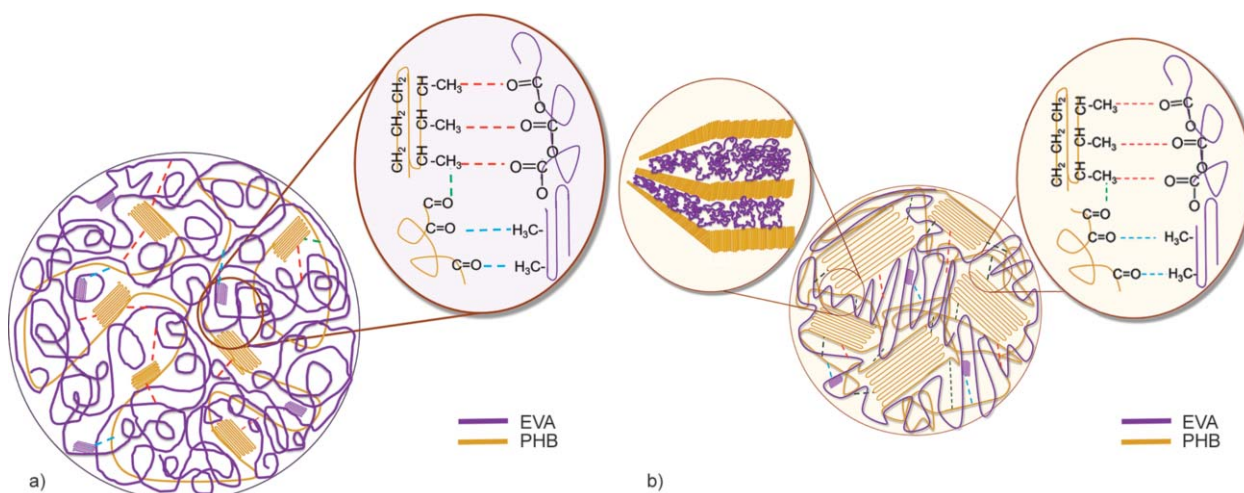 CH₂ CH₂ CH₂
CH CH CH
-CH₃ O=C
O
-CH₃ O=C
O
-CH₃ O=C
O
C=O
C=O H₃C-
C=O H₃C-
EVA
PHB
a)
CH₂ CH₂ CH₂
CH CH CH
-CH₃ O=C
O
-CH₃ O=C
O
-CH₃ O=C
O
C=O
C=O H₃C-
C=O H₃C-
EVA
PHB
b)